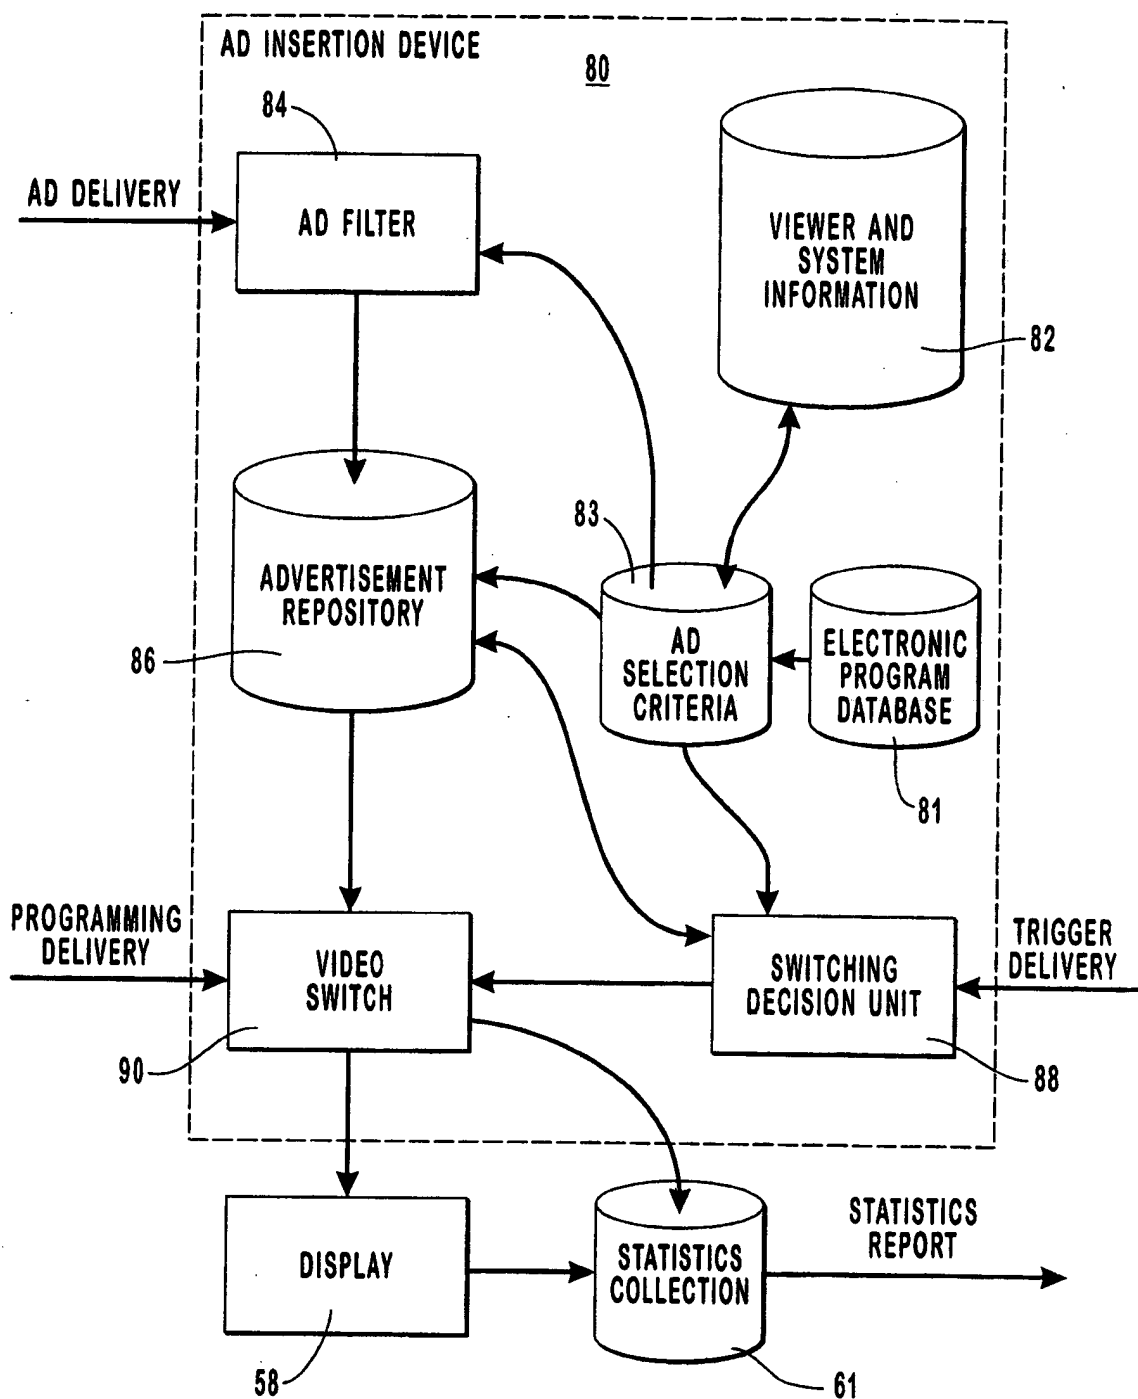 AD INSERTION DEVICE
80
84
AD DELIVERY
AD FILTER
VIEWER AND
SYSTEM
INFORMATION
82
83
ADVERTISEMENT
REPOSITORY
86
AD
SELECTION
CRITERIA
ELECTRONIC
PROGRAM
DATABASE
81
PROGRAMMING
DELIVERY
VIDEO
SWITCH
90
SWITCHING
DECISION UNIT
88
TRIGGER
DELIVERY
DISPLAY
58
STATISTICS
COLLECTION
61
STATISTICS
REPORT